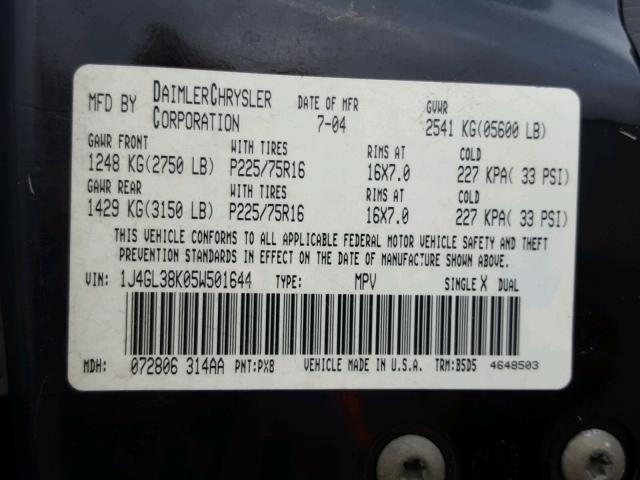 MFD BY DAIMLERCHRYSLER CORPORATION DATE OF MFR 7-04 GVWR 2541 KG(05600 LB)
GAWR FRONT WITH TIRES RIMS AT COLD
1248 KG(2750 LB) P225/75R16 16X7.0 227 KPA( 33 PSI)
GAWR REAR WITH TIRES RIMS AT COLD
1429 KG(3150 LB) P225/75R16 16X7.0 227 KPA( 33 PSI)
THIS VEHICLE CONFORMS TO ALL APPLICABLE FEDERAL MOTOR VEHICLE SAFETY AND THEFT
PREVENTION STANDARDS IN EFFECT ON THE DATE OF MANUFACTURE SHOWN ABOVE.
VIN: 1J4GL38K05W501644 TYPE: MPV SINGLE X DUAL
MDH: 072806 314AA PNT:PXB VEHICLE MADE IN U.S.A. TRM:B5D5 4648503